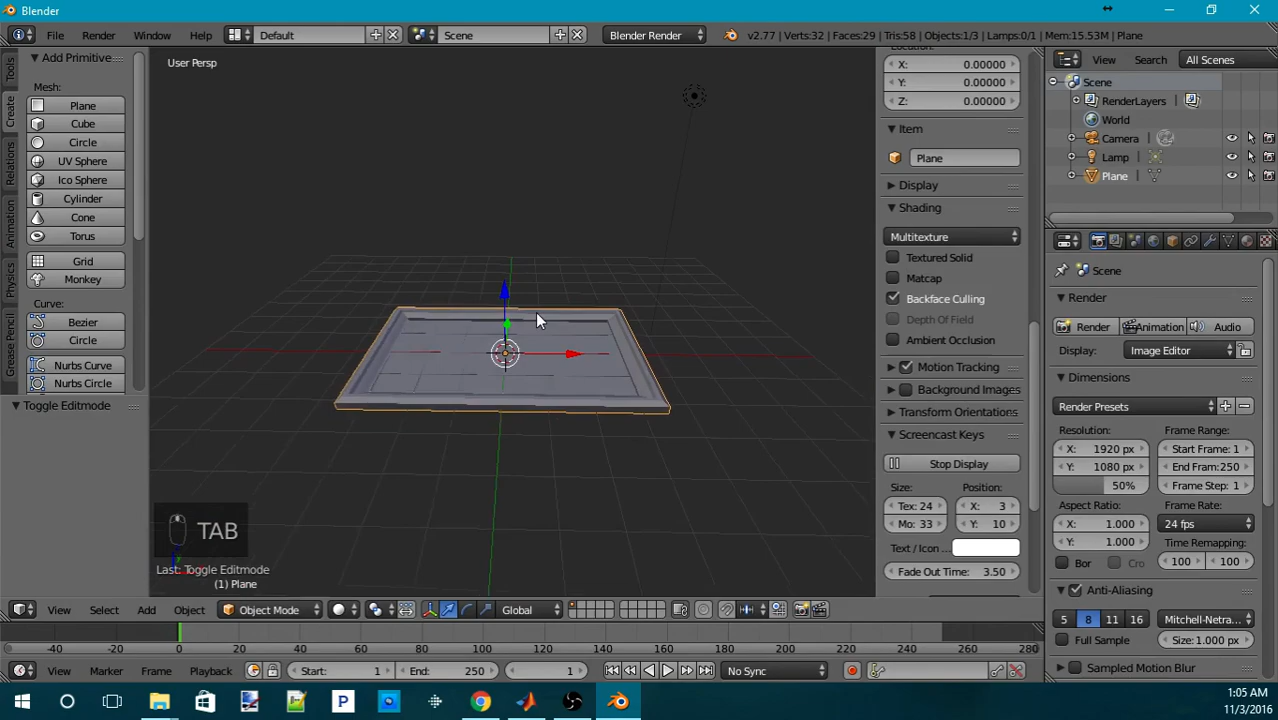 Blender
File Render Window Help Default Scene Blender Render v2.77 | Verts:32 | Faces:29 | Tris:58 | Objects:1/3 | Lamps:0/1 | Mem:15.53M | Plane
Tools
Create
Relations
Animation
Physics
Grease Pencil
Add Primitive
Mesh:
Plane
Cube
Circle
UV Sphere
Ico Sphere
Cylinder
Cone
Torus
Grid
Monkey
Curve:
Bezier
Circle
Nurbs Curve
Nurbs Circle
Toggle Editmode
User Persp
TAB
Last: Toggle Editmode
(1) Plane
Location:
X: 0.00000
Y: 0.00000
Z: 0.00000
Item
Plane
Display
Shading
Multitexture
Textured Solid
Matcap
Backface Culling
Depth Of Field
Ambient Occlusion
Motion Tracking
Background Images
Transform Orientations
Screencast Keys
Stop Display
Size: Position:
Tex: 24 X: 3
Mo: 33 Y: 10
Text / Icon
Fade Out Time: 3.50
View Search All Scenes
Scene
RenderLayers
World
Camera
Lamp
Plane
Scene
Render
Render Animation Audio
Display: Image Editor
Dimensions
Render Presets
Resolution: Frame Range:
X: 1920 px Start Frame: 1
Y: 1080 px End Fram:250
50% Frame Step: 1
Aspect Ratio: Frame Rate:
X: 1.000 24 fps
Y: 1.000 Time Remapping:
Bor Cro 100 100
Anti-Aliasing
5 8 11 16 Mitchell-Netra...
Full Sample Size: 1.000 px
Sampled Motion Blur
View Select Add Object Object Mode Global
-40 -20 0 20 40 60 80 100 120 140 160 180 200 220 240 260 280
View Marker Frame Playback Start: 1 End: 250 1 No Sync
1:05 AM
11/3/2016